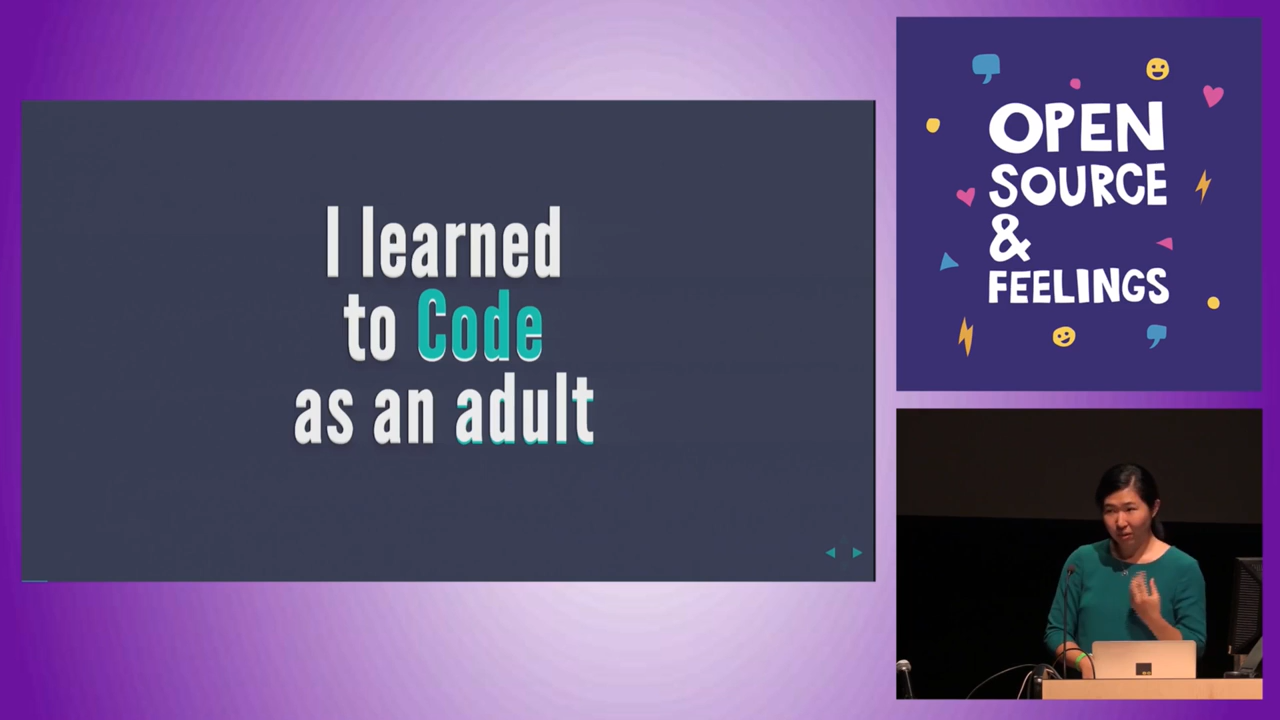 I learned
to Code
as an adult
OPEN
SOURCE
&
FEELINGS